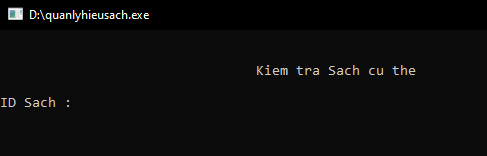 D:\quanlyhieusach.exe
Kiem tra Sach cu the
ID Sach :